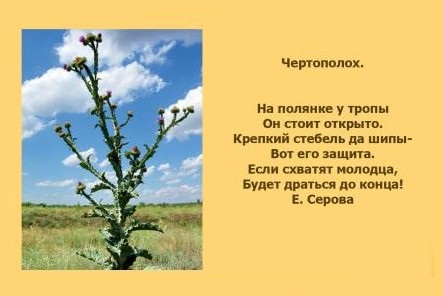 Чертополох.
На полянке у тропы
Он стоит открыто.
Крепкий стебель да шипы-
Вот его защита.
Если схватят молодца,
Будет драться до конца!
Е. Серова